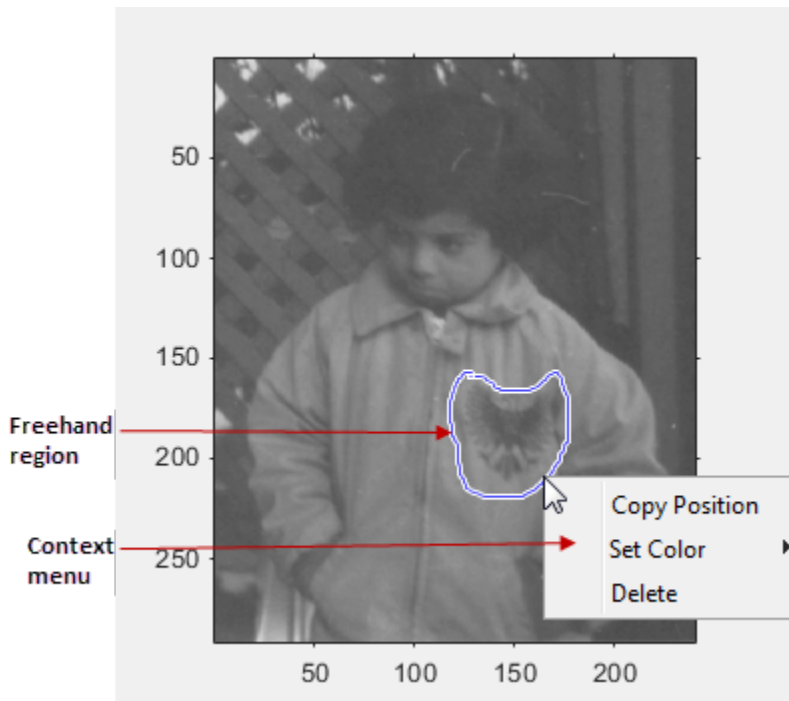 50
100
150
Freehand
region
200
Copy Position
Context
menu
Set Color
250
Delete
50 100 150 200